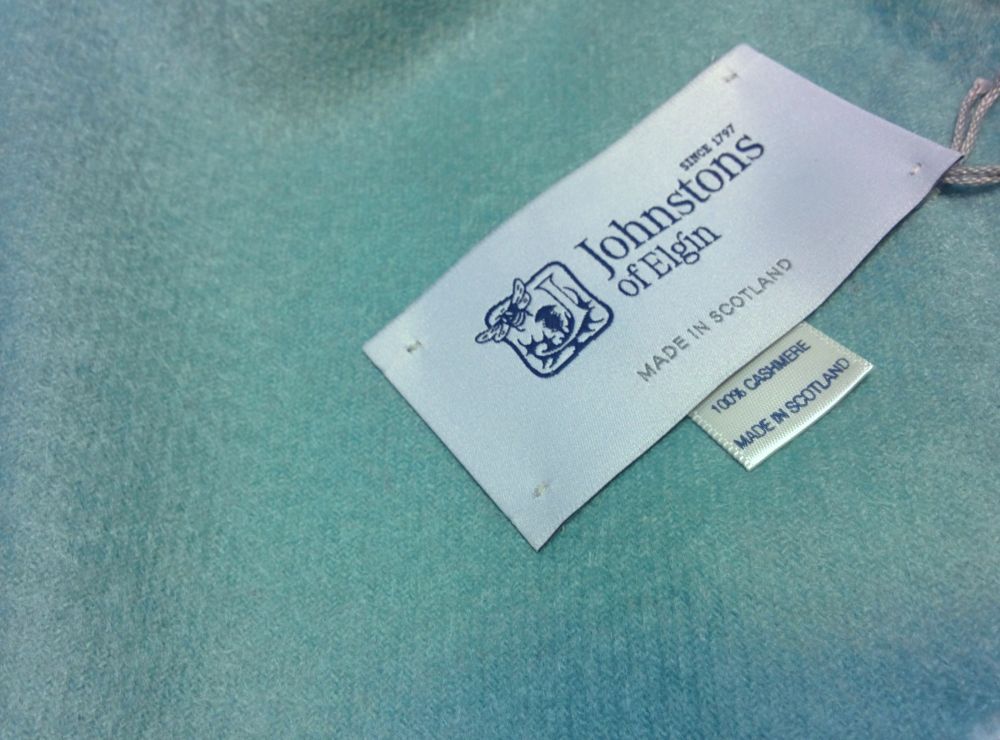 SINCE 1797
Johnstons
of Elgin
MADE IN SCOTLAND
100% CASHMERE
MADE IN SCOTLAND